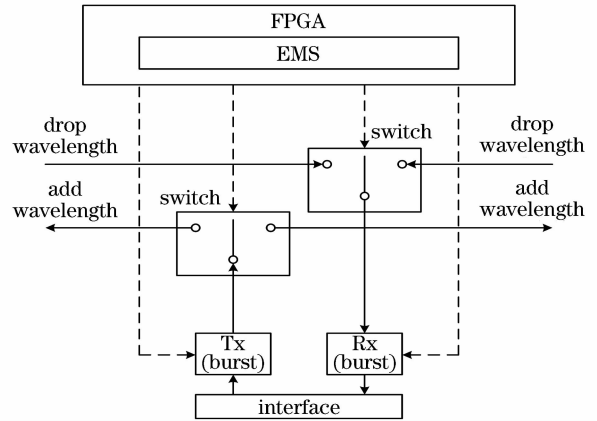 FPGA
EMS
drop
wavelength
switch
drop
wavelength
add
wavelength
switch
add
wavelength
Tx
(burst)
Rx
(burst)
interface